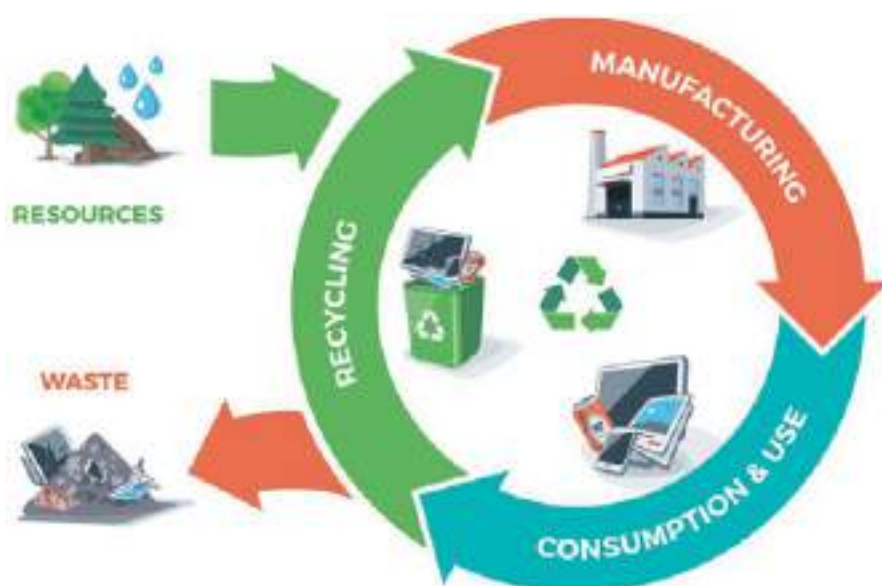 RESOURCES
WASTE
RECYCLING
MANUFACTURING
CONSUMPTION & USE